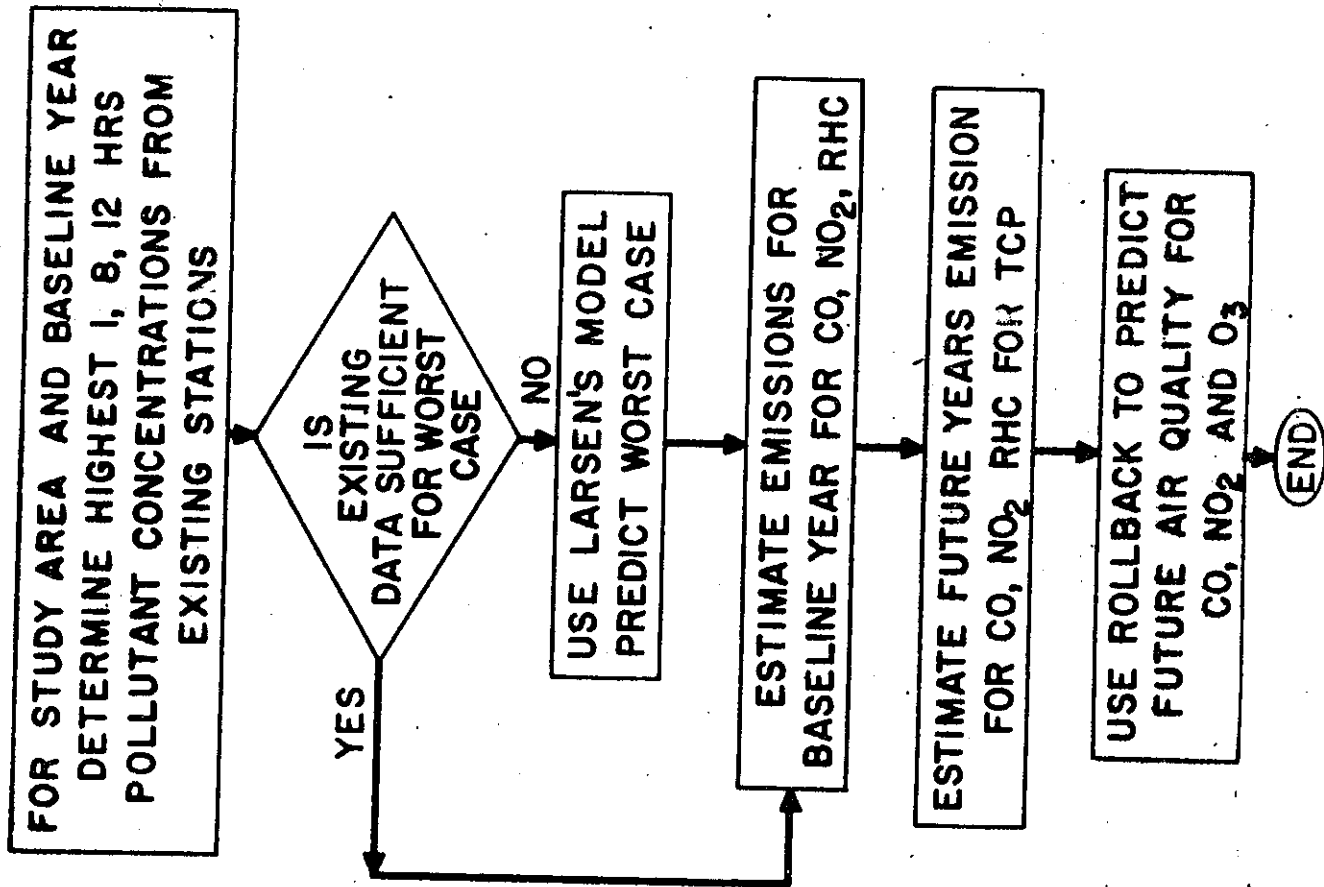 FOR STUDY AREA AND BASELINE YEAR
DETERMINE HIGHEST 1, 8, 12 HRS
POLLUTANT CONCENTRATIONS FROM
EXISTING STATIONS
IS
EXISTING
DATA SUFFICIENT
FOR WORST
CASE
YES
NO
USE LARSEN'S MODEL
PREDICT WORST CASE
ESTIMATE EMISSIONS FOR
BASELINE YEAR FOR CO, NO₂, RHC
ESTIMATE FUTURE YEARS EMISSION
FOR CO, NO₂ RHC FOR TCP
USE ROLLBACK TO PREDICT
FUTURE AIR QUALITY FOR
CO, NO₂ AND O₃
END